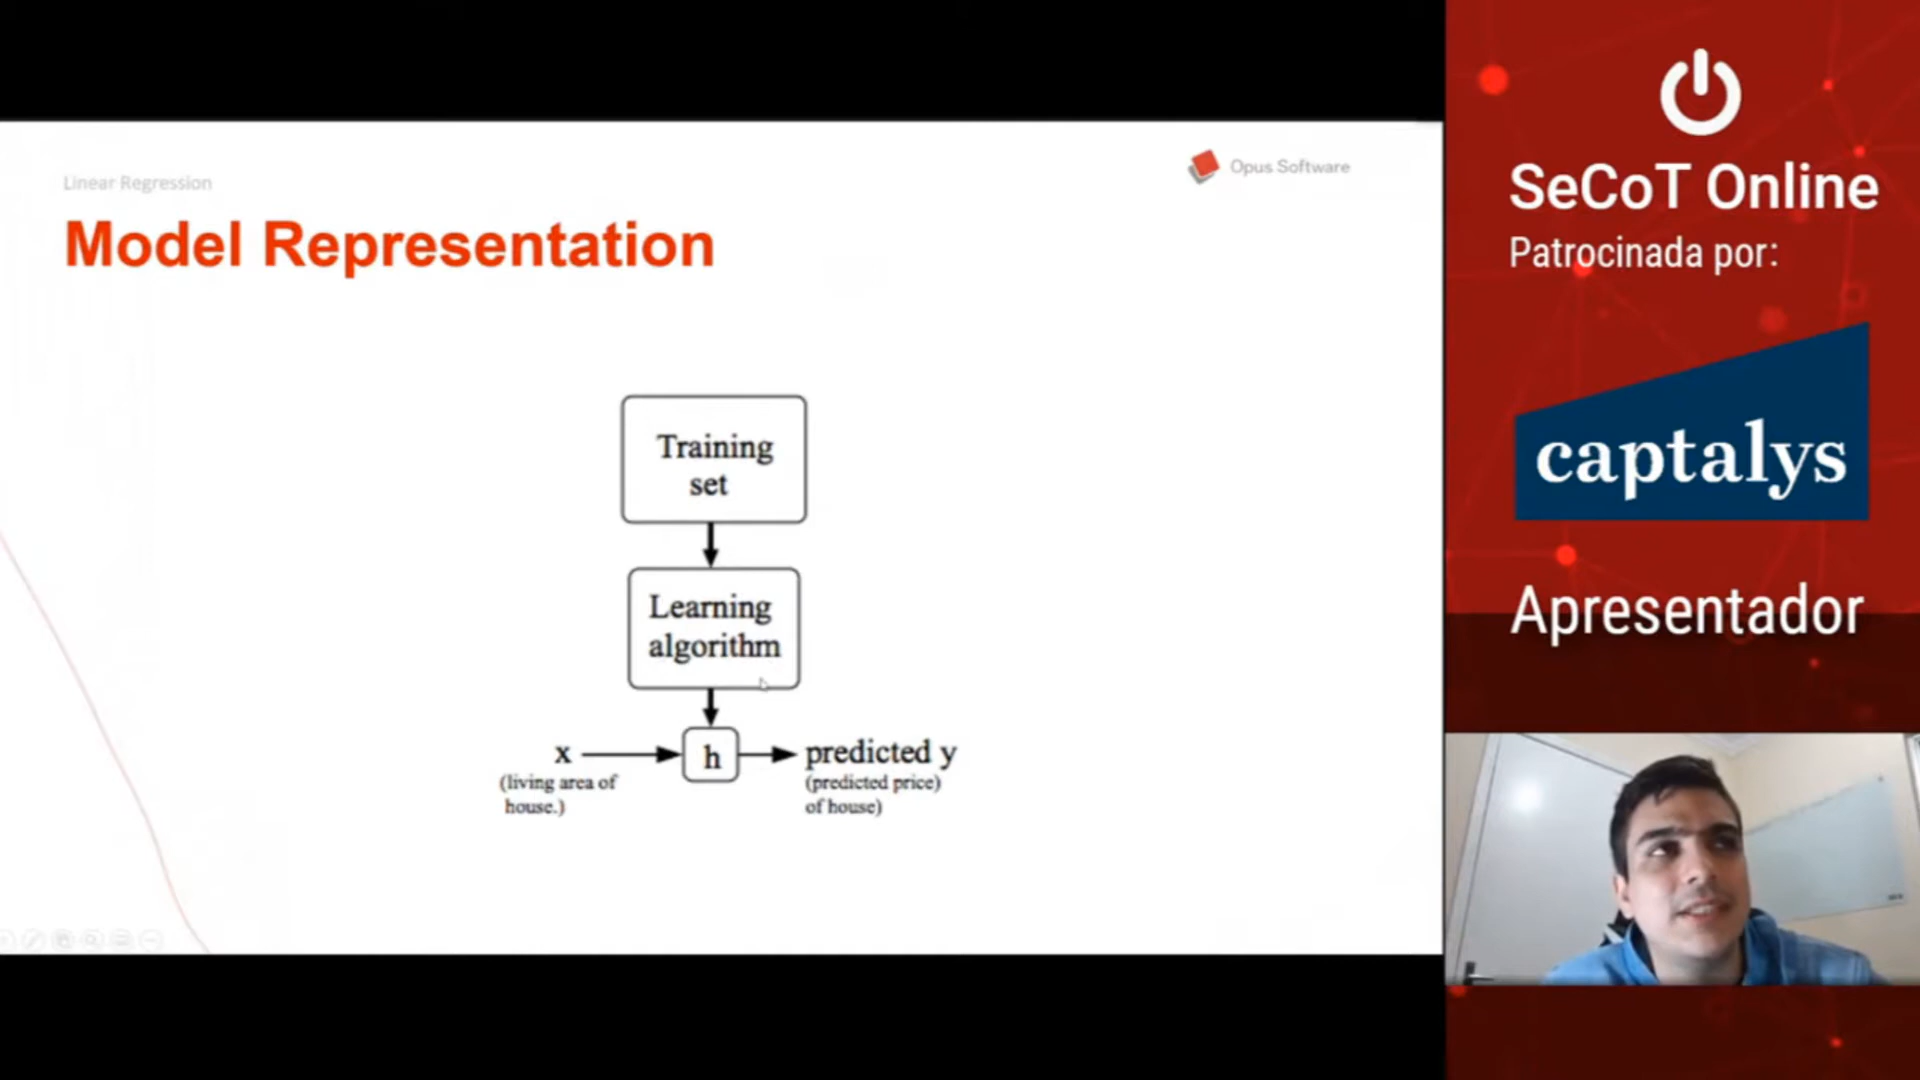 Linear Regression
Model Representation
Opus Software
Training
set
Learning
algorithm
x
(living area of
house.)
h
predicted y
(predicted price)
of house)
SeCoT Online
Patrocinada por:
captalys
Apresentador